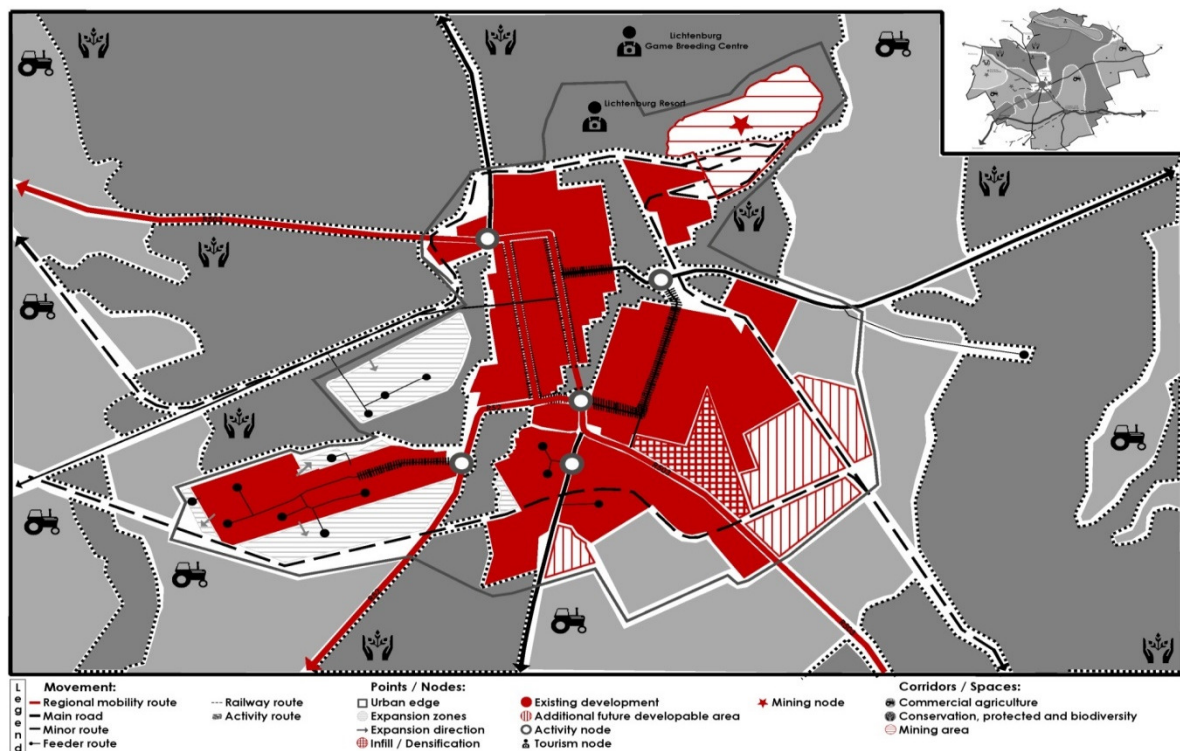 Lichtenburg
Game Breeding Centre
Lichtenburg Resort
Legend
Movement:
Regional mobility route
Main road
Minor route
Feeder route
Railway route
Activity route
Points / Nodes:
Urban edge
Expansion zones
Expansion direction
Infill / Densification
Existing development
Additional future developable area
Activity node
Tourism node
Mining node
Corridors / Spaces:
Commercial agriculture
Conservation, protected and biodiversity
Mining area